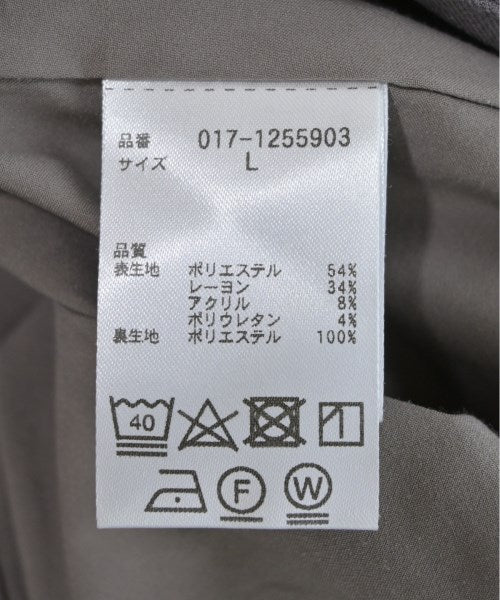 品番 017-1255903
サイズ L
品質
表生地 ポリエステル 54%
レーヨン 34%
アクリル 8%
ポリウレタン 4%
裏生地 ポリエステル 100%
40
F W